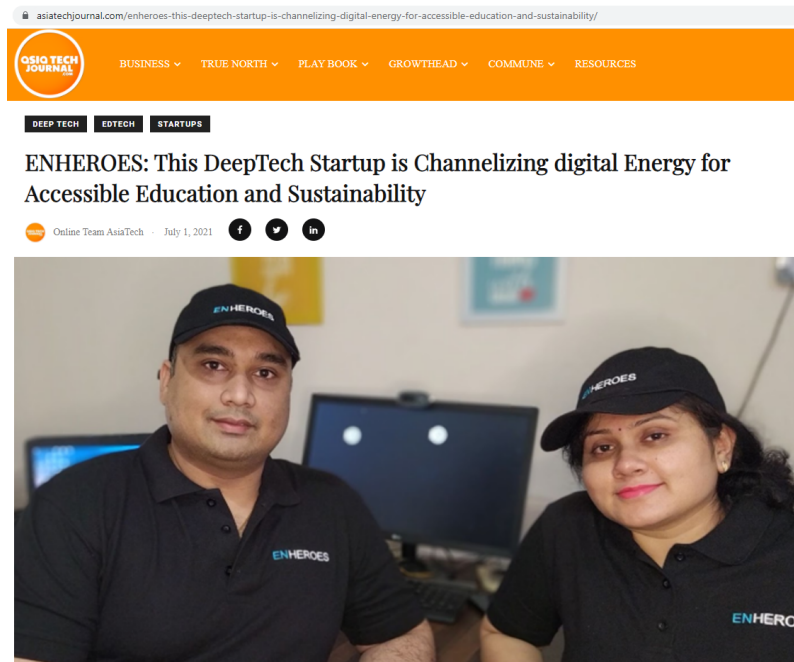 asiatechjournal.com/enheroes-this-deeptech-startup-is-channelizing-digital-energy-for-accessible-education-and-sustainability/
ASIA TECH
JOURNAL
.COM
BUSINESS TRUE NORTH PLAY BOOK GROWTHEAD COMMUNE RESOURCES
DEEP TECH EDTECH STARTUPS
ENHEROES: This DeepTech Startup is Channelizing digital Energy for
Accessible Education and Sustainability
Online Team AsiaTech · July 1, 2021 f in
ENHEROES
ENHEROES
ENHEROES
ENHERO